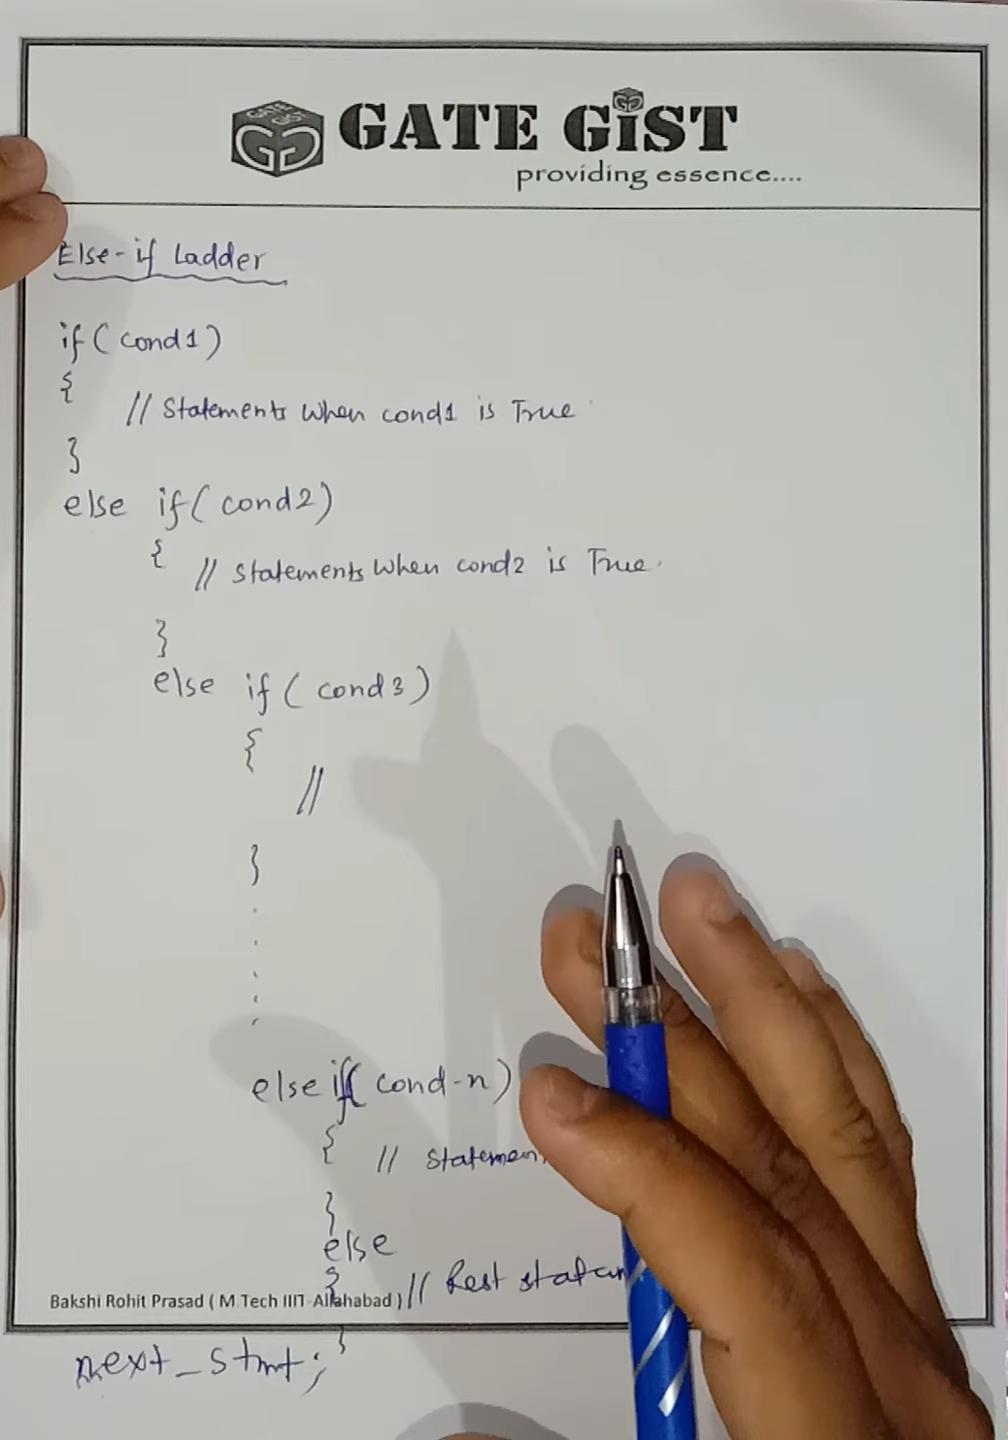 GATE GiST
providing essence....
Else-if Ladder
if ( cond1 )
{
// Statements when cond1 is True
}
else if ( cond2 )
{
// Statements when cond2 is True.
}
else if ( cond3 )
{
//
}
.
.
.
.
.
else if ( cond-n )
{
// Statemen
}
else
{ // Rest
Bakshi Rohit Prasad ( M.Tech IIIT-Allahabad )
}
next_stmt;